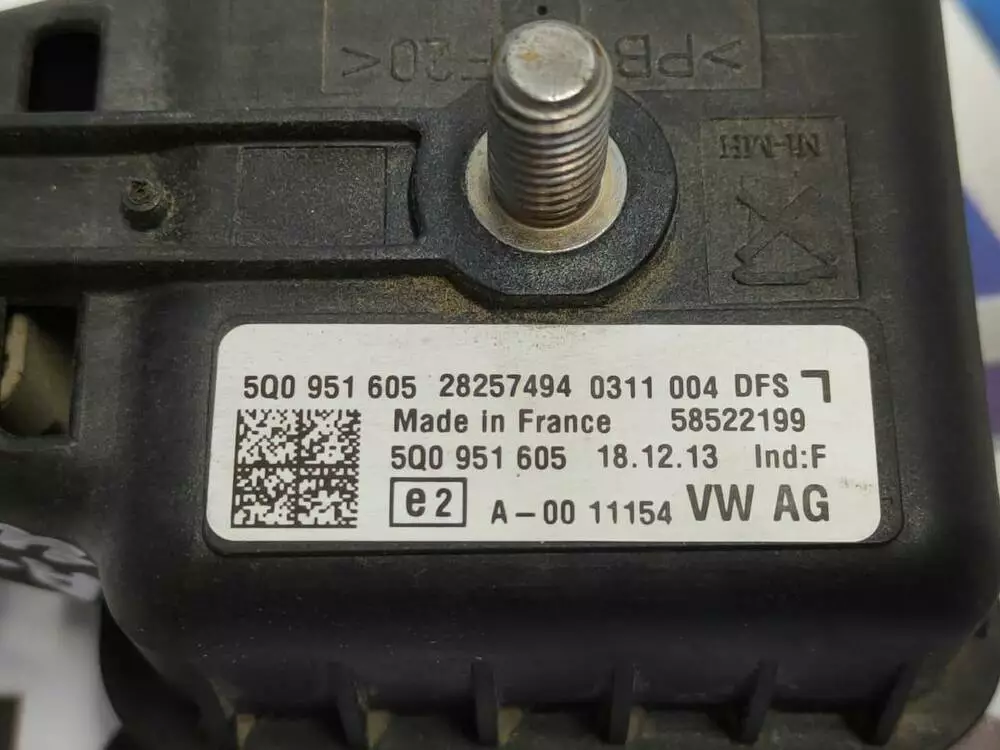 5Q0 951 605 28257494 0311 004 DFS
Made in France 58522199
5Q0 951 605 18.12.13 Ind:F
e2 A-00 11154 VW AG
Ni-MH